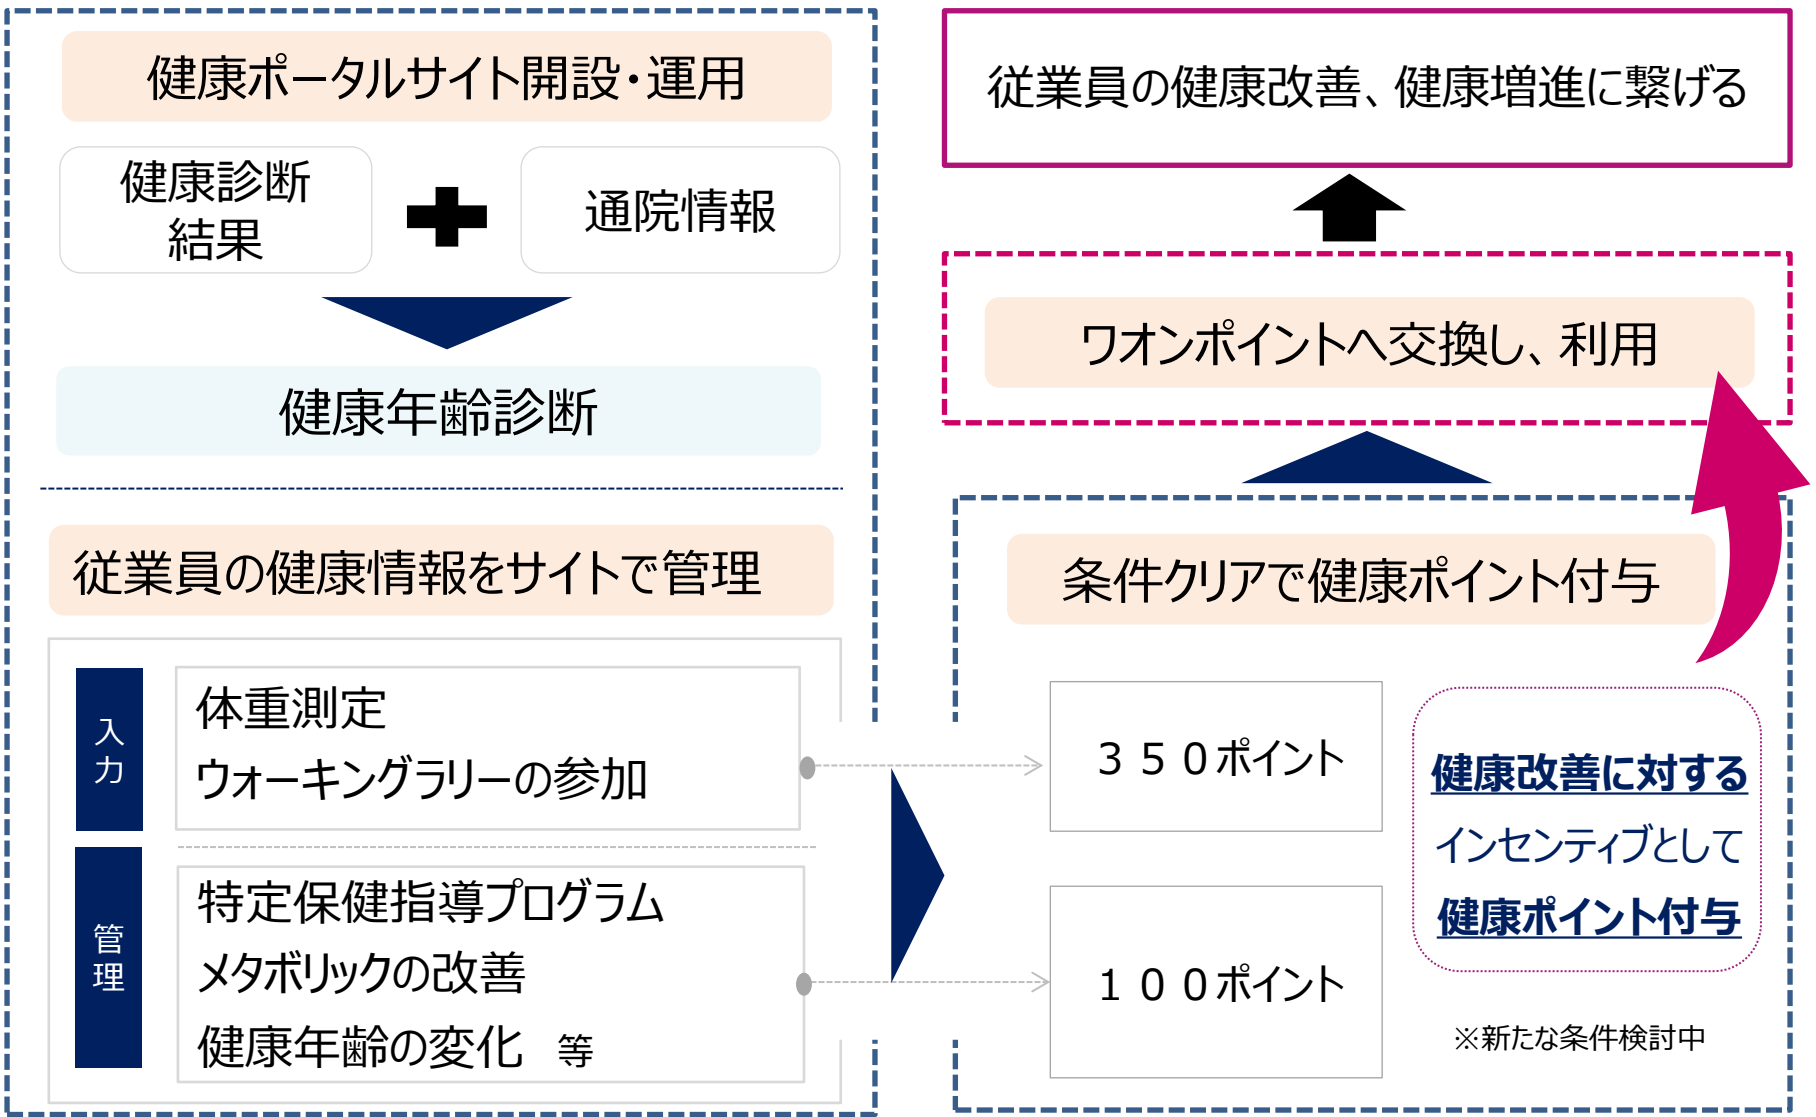 健康ポータルサイト開設・運用
健康診断
結果
通院情報
健康年齢診断
従業員の健康情報をサイトで管理
入力
体重測定
ウォーキングラリーの参加
管理
特定保健指導プログラム
メタボリックの改善
健康年齢の変化 等
従業員の健康改善、健康増進に繋げる
ワオンポイントへ交換し、利用
条件クリアで健康ポイント付与
３５０ポイント
１００ポイント
健康改善に対する
インセンティブとして
健康ポイント付与
※新たな条件検討中